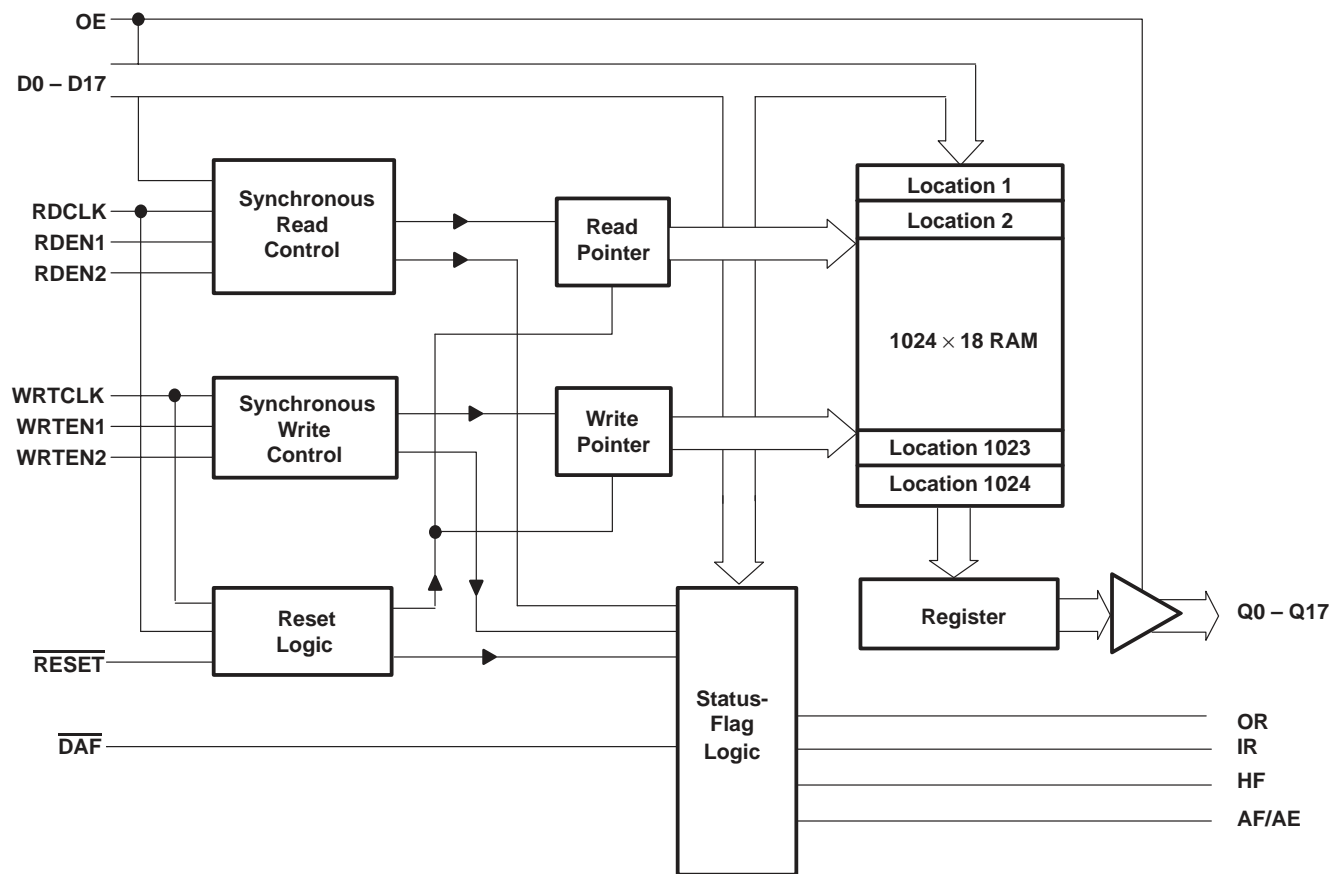 OE
D0 – D17
RDCLK
RDEN1
RDEN2
Synchronous
Read
Control
Read
Pointer
Location 1
Location 2
1024 × 18 RAM
Location 1023
Location 1024
WRTCLK
WRTEN1
WRTEN2
Synchronous
Write
Control
Write
Pointer
Reset
Logic
RESET
DAF
Status-
Flag
Logic
Register
Q0 – Q17
OR
IR
HF
AF/AE